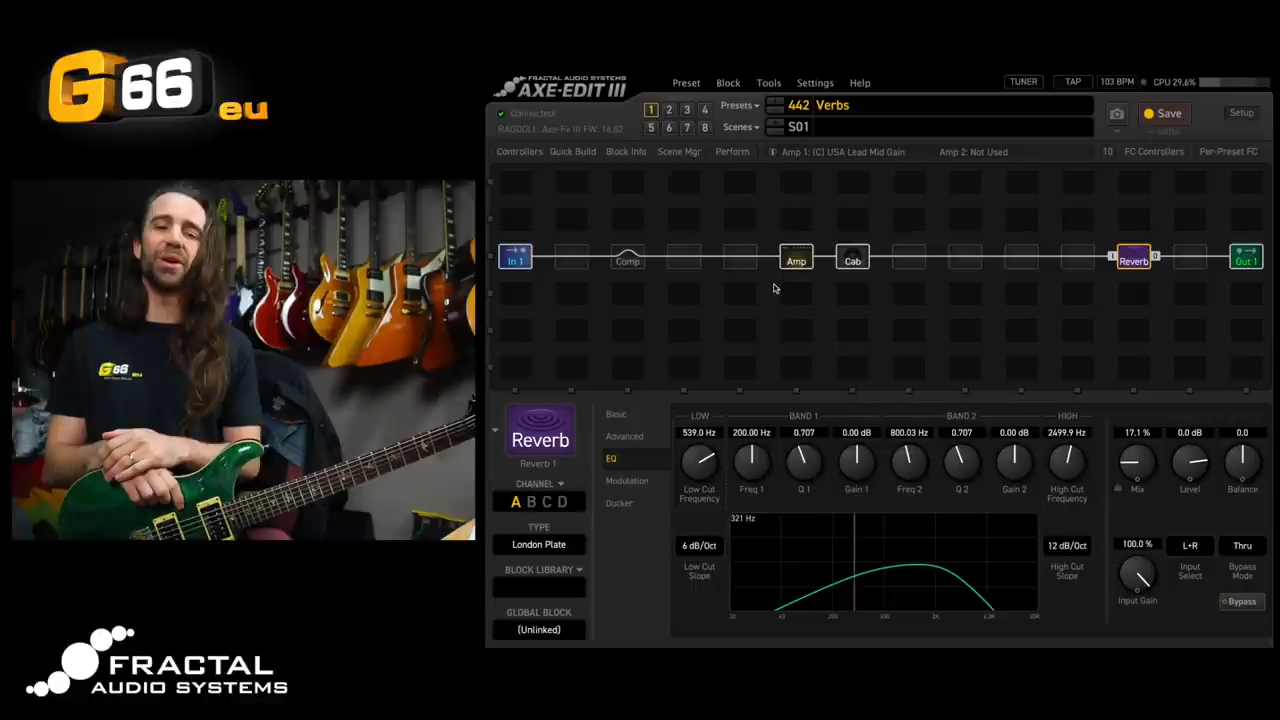 G66
eu
FRACTAL AUDIO SYSTEMS
AXE-EDIT III
Preset Block Tools Settings Help
TUNER TAP 103 BPM CPU 29.6%
Connected!
1 2 3 4
5 6 7 8
Presets 442 Verbs
Scenes S01
Save
Setup
Controllers Quick Build Block Info Scene Mgr Perform
Amp 1: (C) USA Lead Mid Gain Amp 2: Not Used
10 FC Controllers Per-Preset FC
In 1 Comp Amp Cab Reverb Out 1
G66
Reverb
Reverb 1
CHANNEL
A B C D
TYPE
London Plate
BLOCK LIBRARY
GLOBAL BLOCK
(Unlinked)
Basic
Advanced
EQ
Modulation
Ducker
LOW BAND 1 BAND 2 HIGH
539.0 Hz 200.00 Hz 0.707 0.00 dB 800.03 Hz 0.707 0.00 dB 2499.9 Hz
Low Cut Frequency Freq 1 Q 1 Gain 1 Freq 2 Q 2 Gain 2 High Cut Frequency
321 Hz
6 dB/Oct
Low Cut Slope
12 dB/Oct
High Cut Slope
17.1 % 0.0 dB 0.0
Mix Level Balance
100.0 % L+R Thru
Input Gain Input Select Bypass Mode
Bypass
FRACTAL
AUDIO SYSTEMS